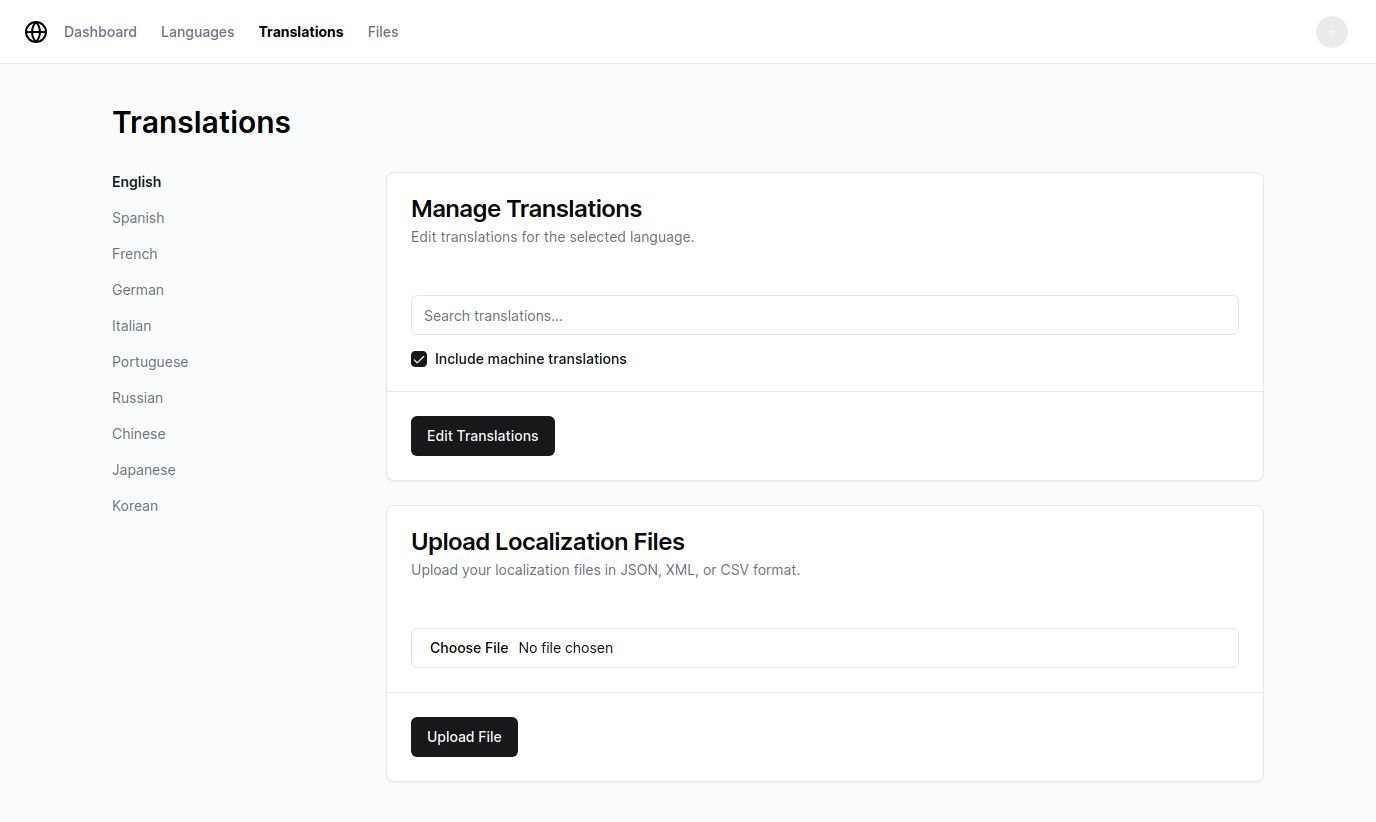 Dashboard Languages Translations Files
Translations
English
Spanish
French
German
Italian
Portuguese
Russian
Chinese
Japanese
Korean
Manage Translations
Edit translations for the selected language.
Search translations...
Include machine translations
Edit Translations
Upload Localization Files
Upload your localization files in JSON, XML, or CSV format.
Choose File No file chosen
Upload File